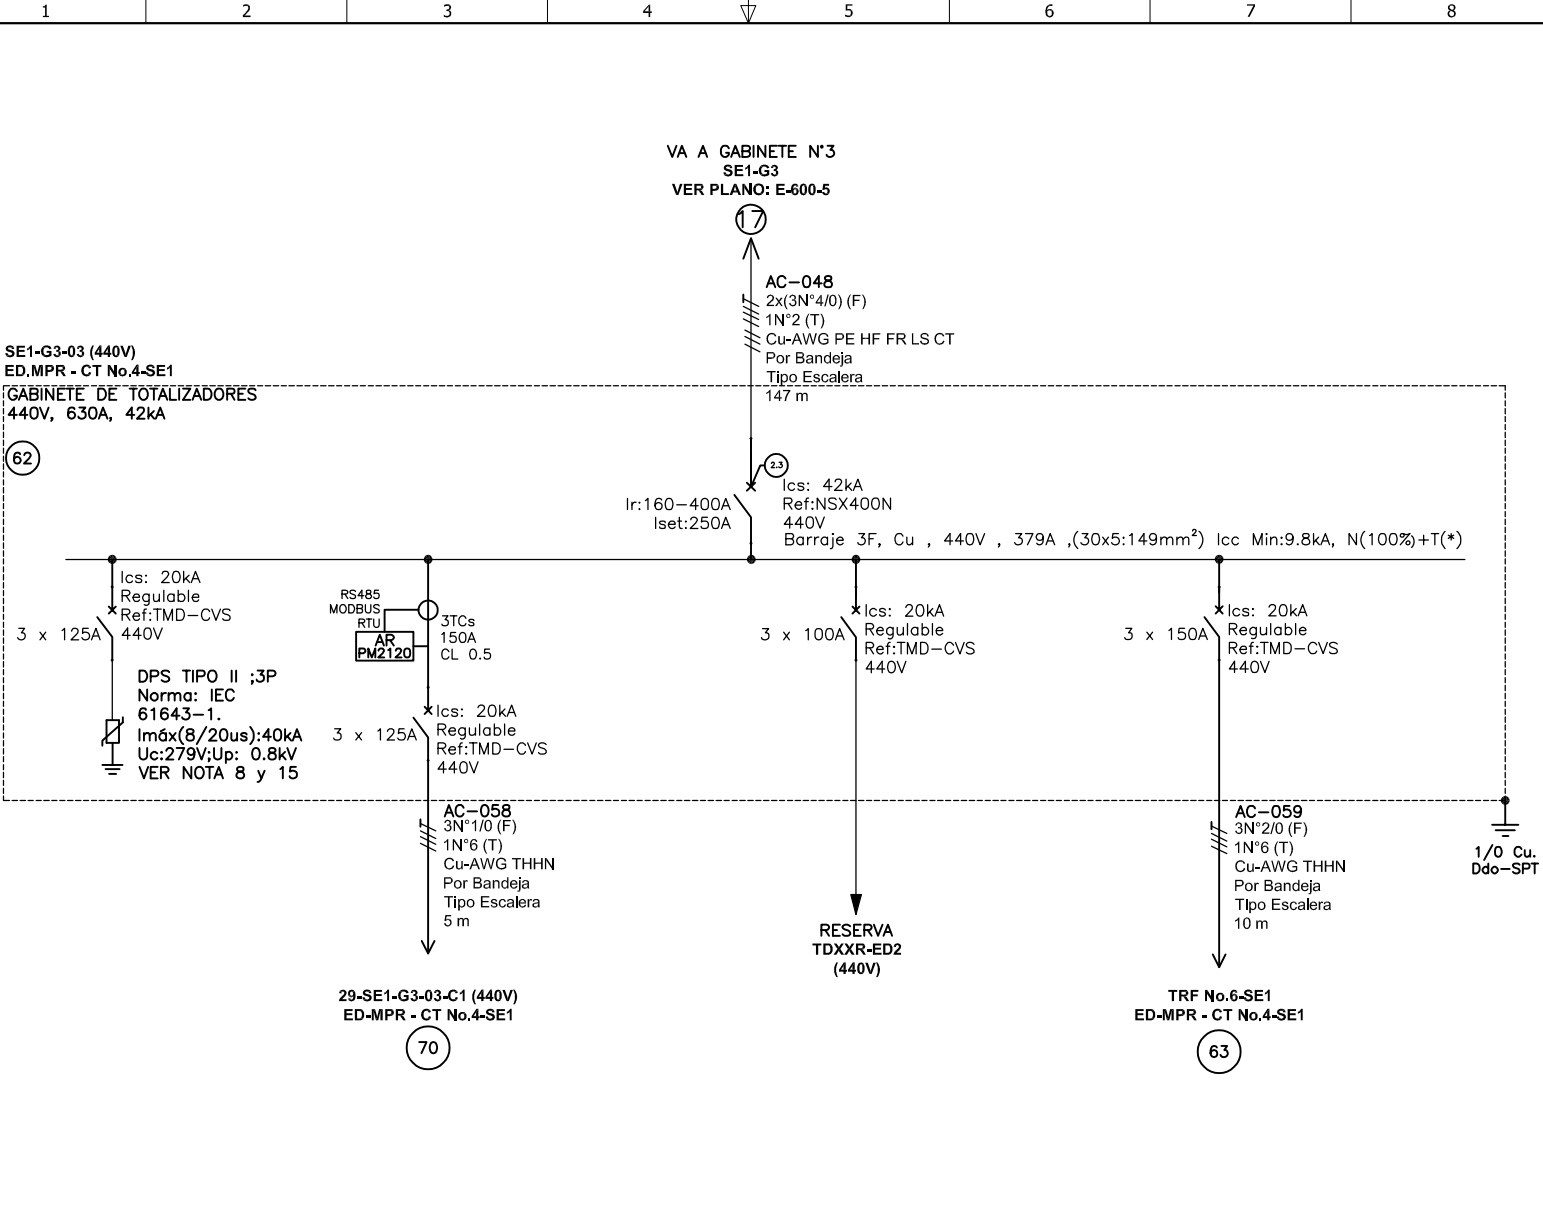 1 2 3 4 5 6 7 8
VA A GABINETE N°3
SE1-G3
VER PLANO: E-600-5
17
AC-048
2x(3N°4/0) (F)
1N°2 (T)
Cu-AWG PE HF FR LS CT
Por Bandeja
Tipo Escalera
147 m
SE1-G3-03 (440V)
ED.MPR - CT No.4-SE1
GABINETE DE TOTALIZADORES
440V, 630A, 42kA
62
2.3
Ir:160-400A
Iset:250A
Ics: 42kA
Ref:NSX400N
440V
Barraje 3F, Cu , 440V , 379A ,(30x5:149mm²) Icc Min:9.8kA, N(100%)+T(*)
Ics: 20kA
Regulable
Ref:TMD-CVS
440V
3 x 125A
DPS TIPO II ;3P
Norma: IEC
61643-1.
Imáx(8/20us):40kA
Uc:279V;Up: 0.8kV
VER NOTA 8 y 15
RS485
MODBUS
RTU
AR
PM2120
3TCs
150A
CL 0.5
3 x 125A
Ics: 20kA
Regulable
Ref:TMD-CVS
440V
AC-058
3N°1/0 (F)
1N°6 (T)
Cu-AWG THHN
Por Bandeja
Tipo Escalera
5 m
29-SE1-G3-03-C1 (440V)
ED-MPR - CT No.4-SE1
70
3 x 100A
Ics: 20kA
Regulable
Ref:TMD-CVS
440V
RESERVA
TDXXR-ED2
(440V)
3 x 150A
Ics: 20kA
Regulable
Ref:TMD-CVS
440V
AC-059
3N°2/0 (F)
1N°6 (T)
Cu-AWG THHN
Por Bandeja
Tipo Escalera
10 m
TRF No.6-SE1
ED-MPR - CT No.4-SE1
63
1/0 Cu.
Ddo-SPT